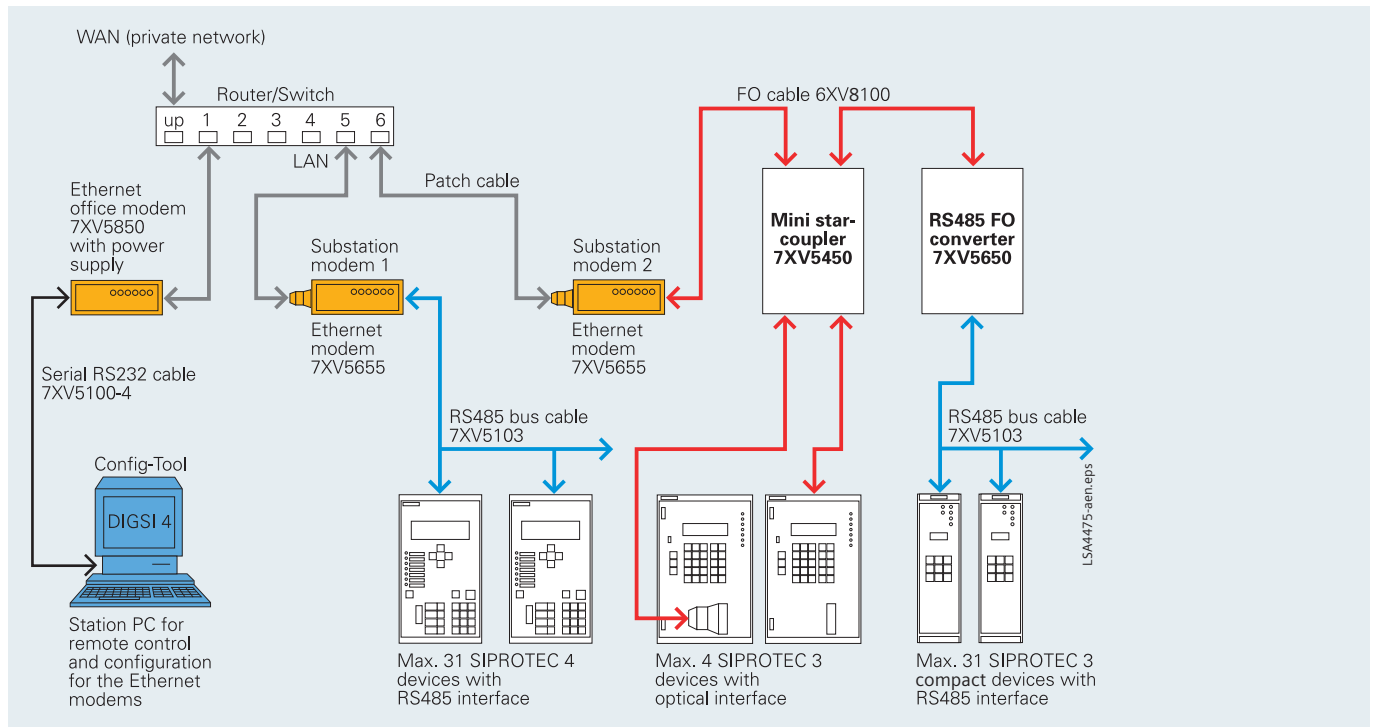 WAN (private network)
Router/Switch
up 1 2 3 4 5 6
LAN
FO cable 6XV8100
Patch cable
Ethernet
office modem
7XV5850
with power
supply
Substation
modem 1
Ethernet
modem
7XV5655
Substation
modem 2
Ethernet
modem
7XV5655
Mini star-
coupler
7XV5450
RS485 FO
converter
7XV5650
Serial RS232 cable
7XV5100-4
RS485 bus cable
7XV5103
RS485 bus cable
7XV5103
Config-Tool
DIGSI 4
Station PC for
remote control
and configuration
for the Ethernet
modems
Max. 31 SIPROTEC 4
devices with
RS485 interface
Max. 4 SIPROTEC 3
devices with
optical interface
Max. 31 SIPROTEC 3
compact devices with
RS485 interface
LSA4475-aen.eps